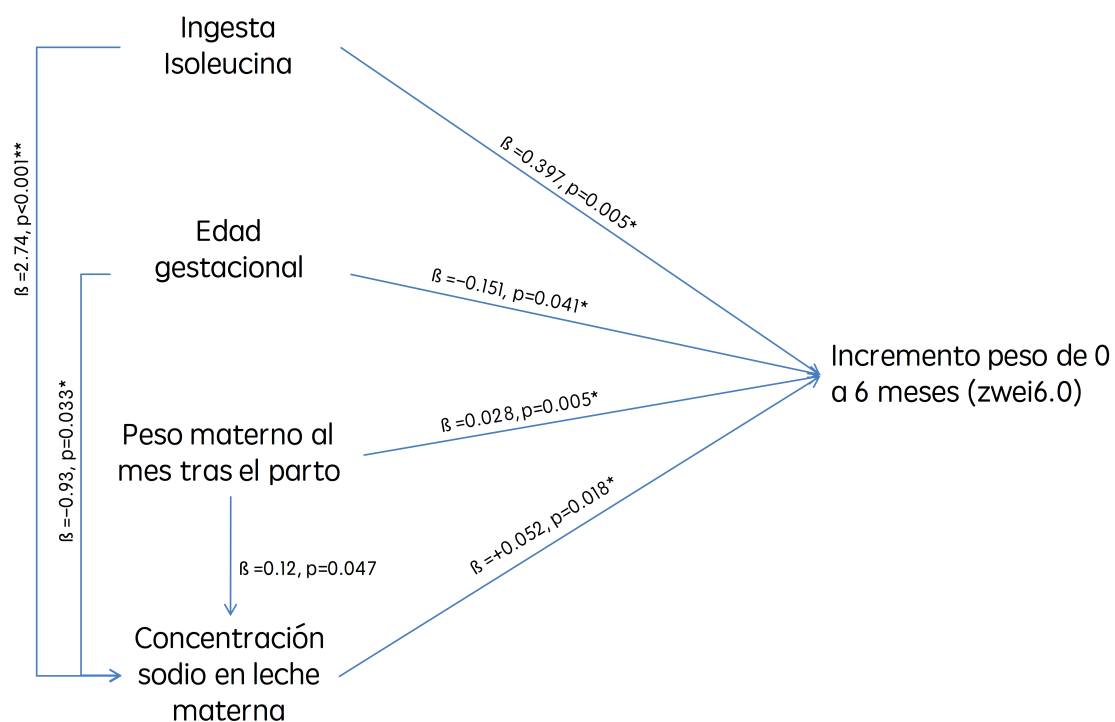 Ingesta
Isoleucina
ß =2.74, p<0.001**
ß =0.397, p=0.005*
Edad
gestacional
ß =−0.151, p=0.041*
Incremento peso de 0
a 6 meses (zwei6.0)
ß =−0.93, p=0.033*
ß =0.028,p=0.005*
Peso materno al
mes tras el parto
ß =+0.052, p=0.018*
ß =0.12, p=0.047
Concentración
sodio en leche
materna